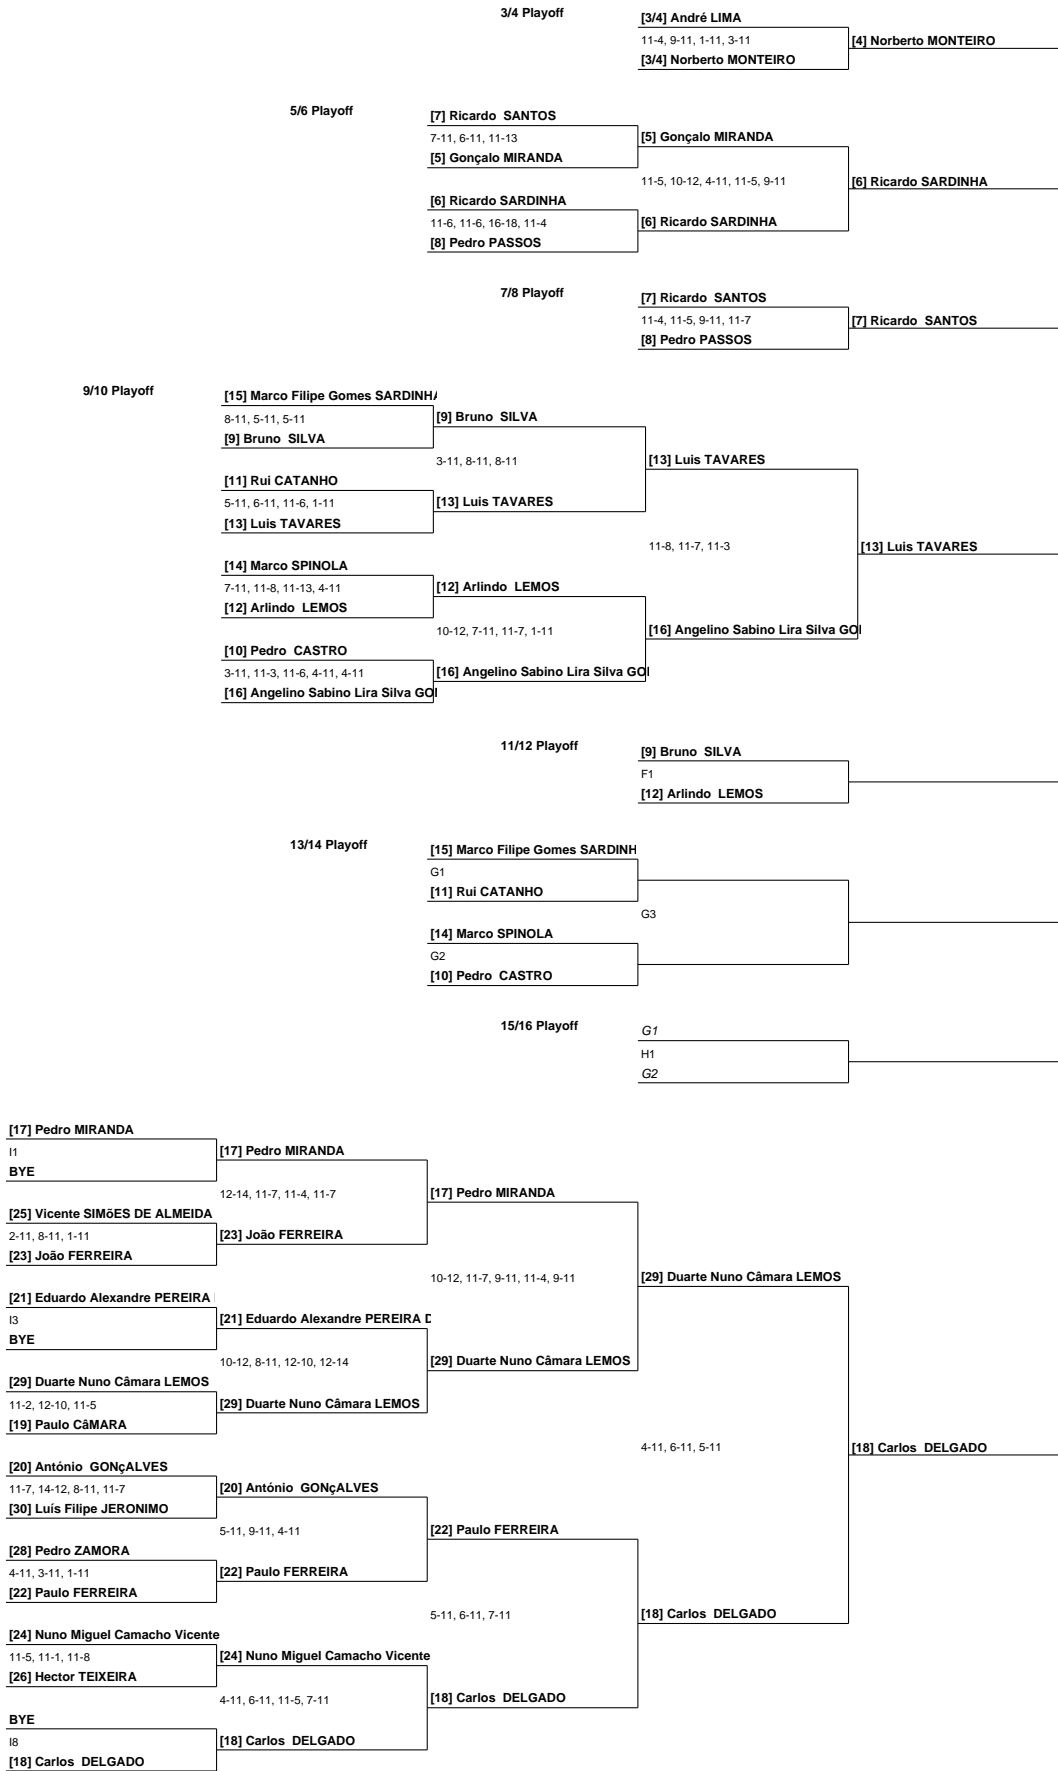 3/4 Playoff
[3/4] André LIMA
11-4, 9-11, 1-11, 3-11
[3/4] Norberto MONTEIRO
[4] Norberto MONTEIRO
5/6 Playoff
[7] Ricardo SANTOS
7-11, 6-11, 11-13
[5] Gonçalo MIRANDA
[5] Gonçalo MIRANDA
11-5, 10-12, 4-11, 11-5, 9-11
[6] Ricardo SARDINHA
[6] Ricardo SARDINHA
11-6, 11-6, 16-18, 11-4
[8] Pedro PASSOS
[6] Ricardo SARDINHA
7/8 Playoff
[7] Ricardo SANTOS
11-4, 11-5, 9-11, 11-7
[8] Pedro PASSOS
[7] Ricardo SANTOS
9/10 Playoff
[15] Marco Filipe Gomes SARDINHA
8-11, 5-11, 5-11
[9] Bruno SILVA
[9] Bruno SILVA
3-11, 8-11, 8-11
[13] Luis TAVARES
[11] Rui CATANHO
5-11, 6-11, 11-6, 1-11
[13] Luis TAVARES
[13] Luis TAVARES
11-8, 11-7, 11-3
[13] Luis TAVARES
[14] Marco SPINOLA
7-11, 11-8, 11-13, 4-11
[12] Arlindo LEMOS
[12] Arlindo LEMOS
10-12, 7-11, 11-7, 1-11
[16] Angelino Sabino Lira Silva GO
[10] Pedro CASTRO
3-11, 11-3, 11-6, 4-11, 4-11
[16] Angelino Sabino Lira Silva GO
[16] Angelino Sabino Lira Silva GO
11/12 Playoff
[9] Bruno SILVA
F1
[12] Arlindo LEMOS
13/14 Playoff
[15] Marco Filipe Gomes SARDINH
G1
[11] Rui CATANHO
G3
[14] Marco SPINOLA
G2
[10] Pedro CASTRO
15/16 Playoff
G1
H1
G2
[17] Pedro MIRANDA
I1
BYE
[17] Pedro MIRANDA
12-14, 11-7, 11-4, 11-7
[17] Pedro MIRANDA
[25] Vicente SIMõES DE ALMEIDA
2-11, 8-11, 1-11
[23] João FERREIRA
[23] João FERREIRA
10-12, 11-7, 9-11, 11-4, 9-11
[29] Duarte Nuno Câmara LEMOS
[21] Eduardo Alexandre PEREIRA
I3
BYE
[21] Eduardo Alexandre PEREIRA D
10-12, 8-11, 12-10, 12-14
[29] Duarte Nuno Câmara LEMOS
[29] Duarte Nuno Câmara LEMOS
11-2, 12-10, 11-5
[19] Paulo CâMARA
[29] Duarte Nuno Câmara LEMOS
4-11, 6-11, 5-11
[18] Carlos DELGADO
[20] António GONçALVES
11-7, 14-12, 8-11, 11-7
[30] Luís Filipe JERONIMO
[20] António GONçALVES
5-11, 9-11, 4-11
[22] Paulo FERREIRA
[28] Pedro ZAMORA
4-11, 3-11, 1-11
[22] Paulo FERREIRA
[22] Paulo FERREIRA
5-11, 6-11, 7-11
[18] Carlos DELGADO
[24] Nuno Miguel Camacho Vicente
11-5, 11-1, 11-8
[26] Hector TEIXEIRA
[24] Nuno Miguel Camacho Vicente
4-11, 6-11, 11-5, 7-11
[18] Carlos DELGADO
BYE
I8
[18] Carlos DELGADO
[18] Carlos DELGADO